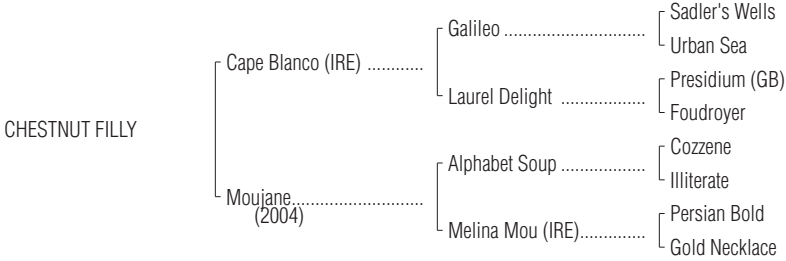 Sadler's Wells
Galileo ..............................
Urban Sea
Cape Blanco (IRE) ............
Presidium (GB)
Laurel Delight ..................
Foudroyer
CHESTNUT FILLY
Cozzene
Alphabet Soup ..................
Illiterate
Moujane............................
(2004)
Persian Bold
Melina Mou (IRE)..............
Gold Necklace